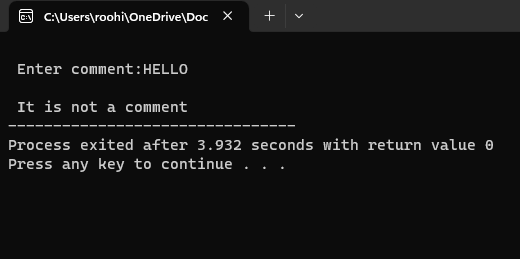 C:\Users\roohi\OneDrive\Doc
Enter comment:HELLO
It is not a comment
--------------------------------
Process exited after 3.932 seconds with return value 0
Press any key to continue . . .